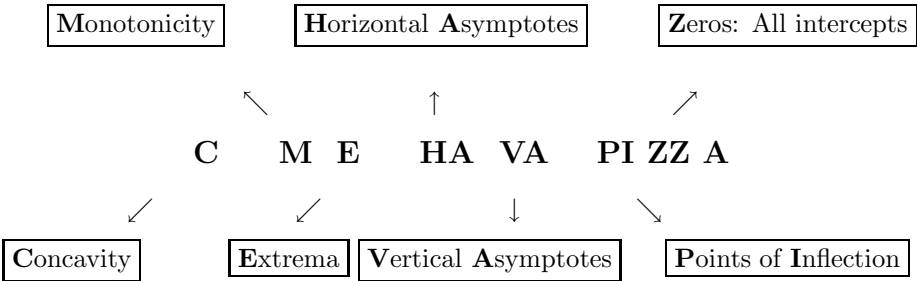 Monotonicity Horizontal Asymptotes Zeros: All intercepts
C M E HA VA PI ZZ A
Concavity Extrema Vertical Asymptotes Points of Inflection